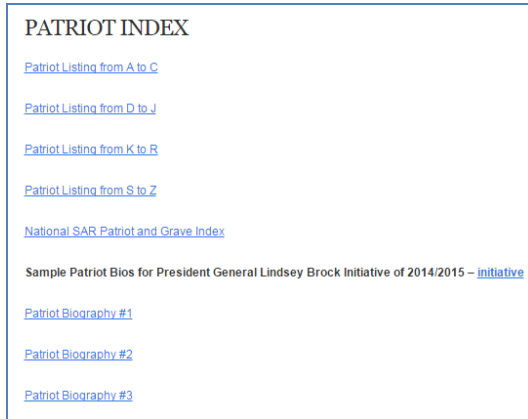 PATRIOT INDEX
Patriot Listing from A to C
Patriot Listing from D to J
Patriot Listing from K to R
Patriot Listing from S to Z
National SAR Patriot and Grave Index
Sample Patriot Bios for President General Lindsey Brock Initiative of 2014/2015 – initiative
Patriot Biography #1
Patriot Biography #2
Patriot Biography #3